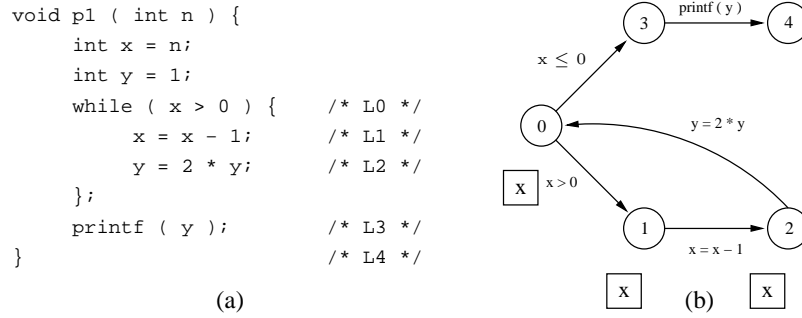 void p1 ( int n ) {
int x = n;
int y = 1;
while ( x > 0 ) { /* L0 */
x = x - 1; /* L1 */
y = 2 * y; /* L2 */
};
printf ( y ); /* L3 */
} /* L4 */
(a)
3
printf ( y )
4
x ≤ 0
0
y = 2 * y
x
x > 0
1
x = x − 1
2
x
x
(b)